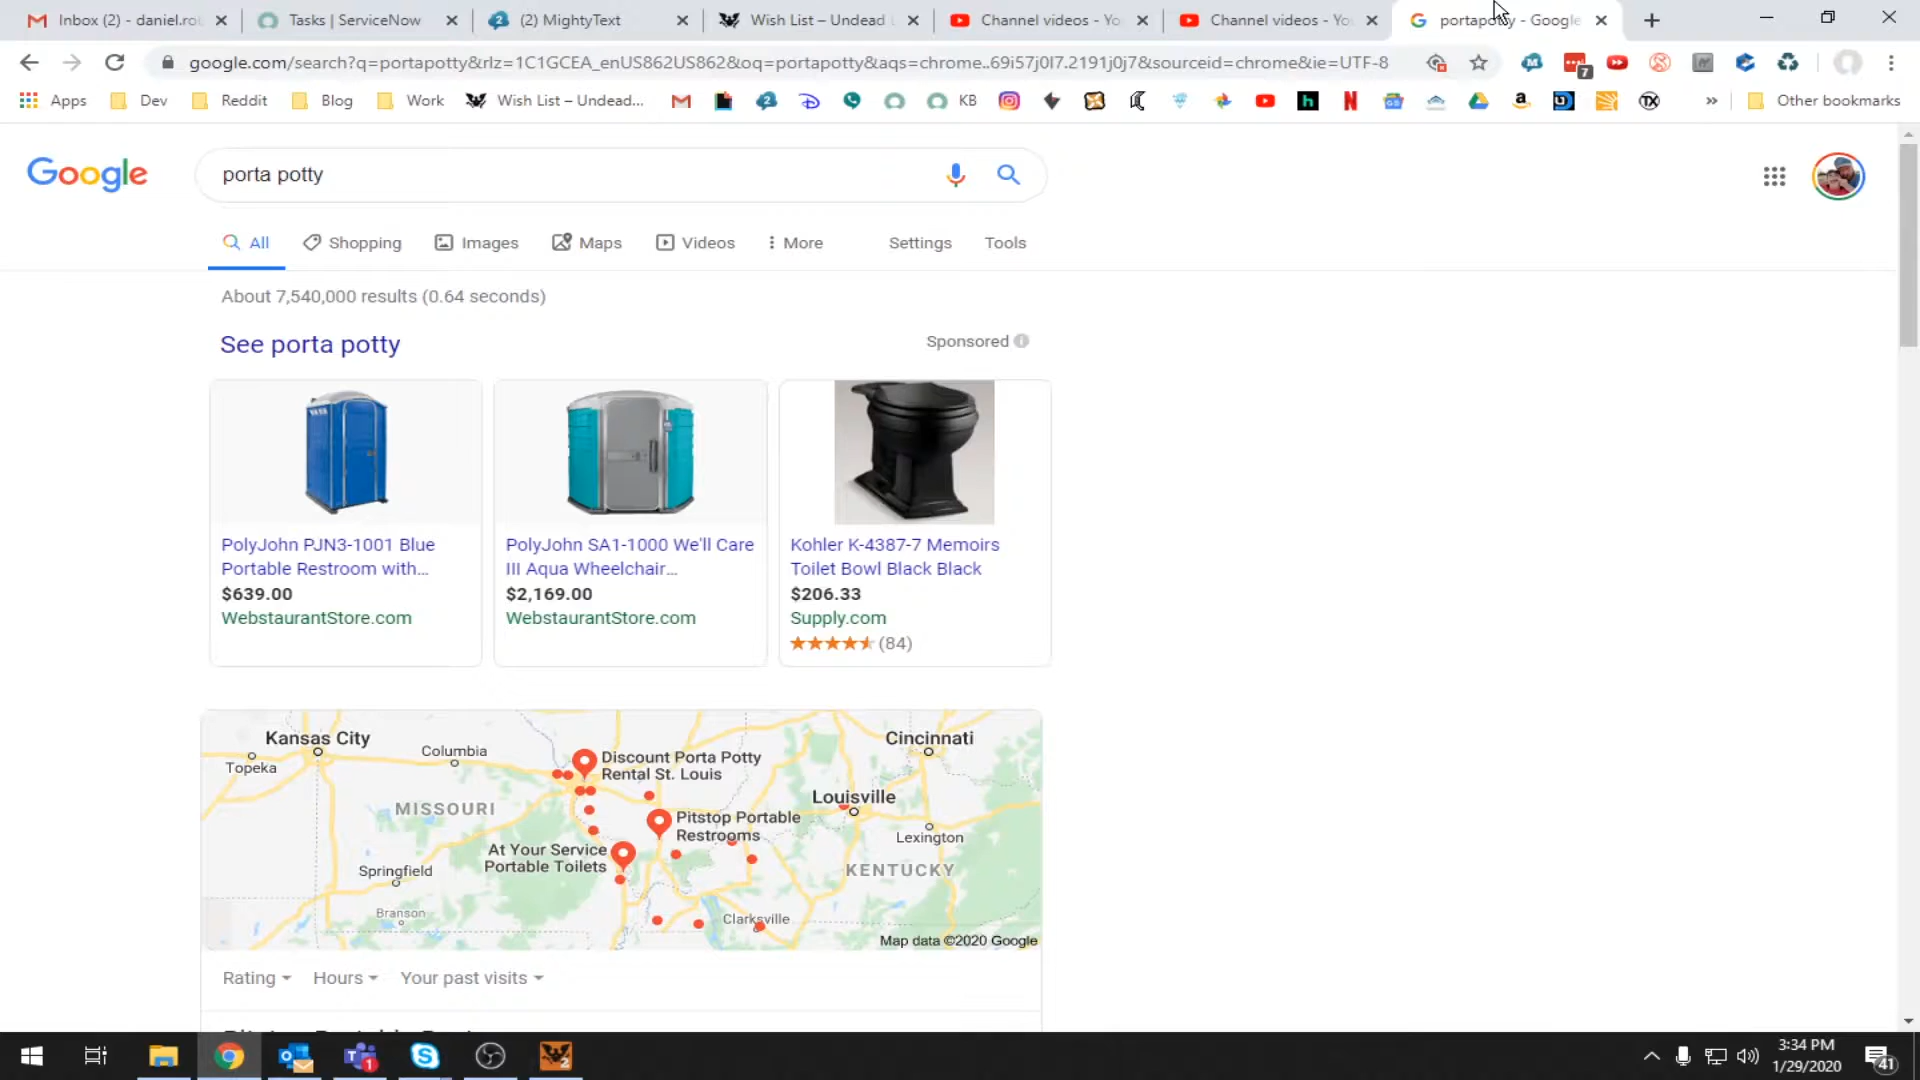 Inbox (2) - daniel.rou
Tasks | ServiceNow
(2) MightyText
Wish List – Undead L
Channel videos - Yo
Channel videos - Yo
portapotty - Google
google.com/search?q=portapotty&rlz=1C1GCEA_enUS862US862&oq=portapotty&aqs=chrome..69i57j0l7.2191j0j7&sourceid=chrome&ie=UTF-8
7
Apps
Dev
Reddit
Blog
Work
Wish List – Undead...
KB
»
Other bookmarks
Google
porta potty
All
Shopping
Images
Maps
Videos
More
Settings
Tools
About 7,540,000 results (0.64 seconds)
See porta potty
Sponsored
PolyJohn PJN3-1001 Blue
Portable Restroom with...
$639.00
WebstaurantStore.com
PolyJohn SA1-1000 We'll Care
III Aqua Wheelchair...
$2,169.00
WebstaurantStore.com
Kohler K-4387-7 Memoirs
Toilet Bowl Black Black
$206.33
Supply.com
(84)
Kansas City
Topeka
Columbia
MISSOURI
Springfield
Branson
Discount Porta Potty
Rental St. Louis
Pitstop Portable
Restrooms
At Your Service
Portable Toilets
Cincinnati
Louisville
Lexington
KENTUCKY
Clarksville
Map data ©2020 Google
Rating
Hours
Your past visits
3:34 PM
1/29/2020
41